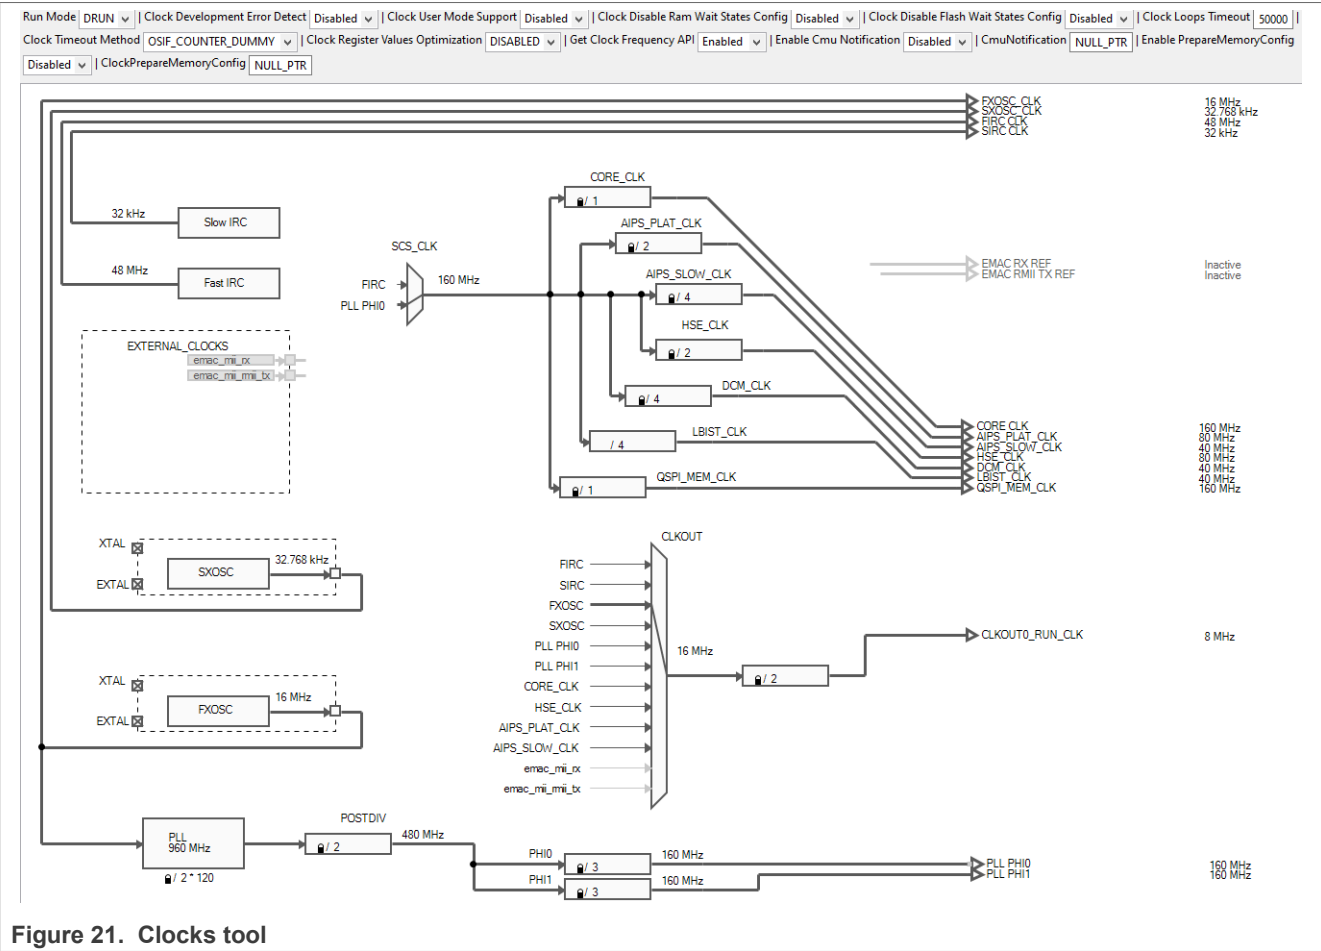 Run Mode DRUN | Clock Development Error Detect Disabled | Clock User Mode Support Disabled | Clock Disable Ram Wait States Config Disabled | Clock Disable Flash Wait States Config Disabled | Clock Loops Timeout 50000 |
Clock Timeout Method OSIF_COUNTER_DUMMY | Clock Register Values Optimization DISABLED | Get Clock Frequency API Enabled | Enable Cmu Notification Disabled | CmuNotification NULL_PTR | Enable PrepareMemoryConfig
Disabled | ClockPrepareMemoryConfig NULL_PTR
FXOSC_CLK 16 MHz
SXOSC_CLK 32.768 kHz
FIRC CLK 48 MHz
SIRC CLK 32 kHz
32 kHz Slow IRC
48 MHz Fast IRC
EXTERNAL_CLOCKS
emac_mii_rx
emac_mii_rmii_tx
SCS_CLK
FIRC
PLL PHI0
160 MHz
CORE_CLK
/ 1
AIPS_PLAT_CLK
/ 2
AIPS_SLOW_CLK
/ 4
HSE_CLK
/ 2
DCM_CLK
/ 4
LBIST_CLK
/ 4
QSPI_MEM_CLK
/ 1
EMAC RX REF Inactive
EMAC RMII TX REF Inactive
CORE CLK 160 MHz
AIPS_PLAT_CLK 80 MHz
AIPS_SLOW_CLK 40 MHz
HSE_CLK 80 MHz
DCM_CLK 40 MHz
LBIST_CLK 40 MHz
QSPI_MEM_CLK 160 MHz
XTAL
EXTAL
SXOSC
32.768 kHz
XTAL
EXTAL
FXOSC
16 MHz
CLKOUT
FIRC
SIRC
FXOSC
SXOSC
PLL PHI0
PLL PHI1
CORE_CLK
HSE_CLK
AIPS_PLAT_CLK
AIPS_SLOW_CLK
emac_mii_rx
emac_mii_rmii_tx
16 MHz
/ 2
CLKOUT0_RUN_CLK 8 MHz
PLL
960 MHz
/ 2 * 120
POSTDIV
/ 2
480 MHz
PHI0
/ 3
160 MHz
PHI1
/ 3
160 MHz
PLL PHI0 160 MHz
PLL PHI1 160 MHz
Figure 21. Clocks tool